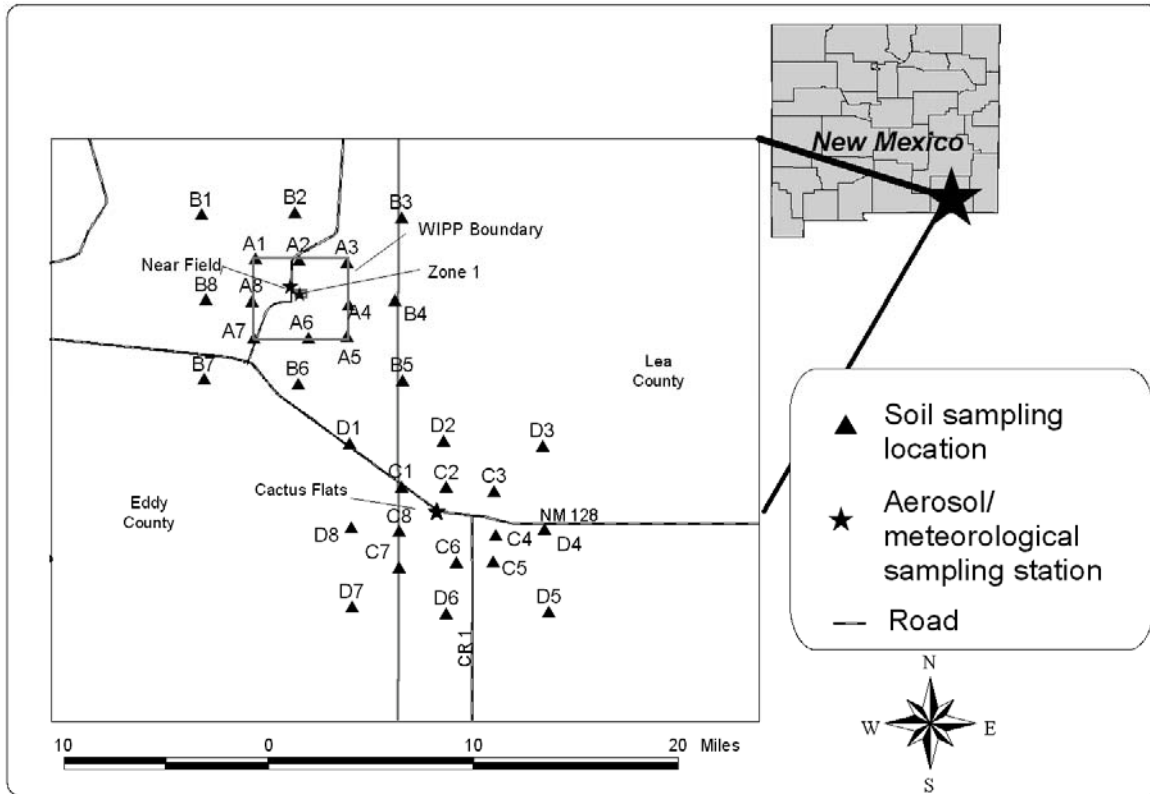 New Mexico
B1
B2
B3
WIPP Boundary
A1
A2
A3
Near Field
Zone 1
B8
A8
A4
B4
A7
A6
A5
B7
B6
B5
Lea
County
D1
D2
D3
C1
C2
C3
Cactus Flats
Eddy
County
NM 128
D8
C8
C4
D4
C7
C6
C5
D7
D6
D5
CR 1
Soil sampling
location
Aerosol/
meteorological
sampling station
Road
N
W
E
S
10
0
10
20
Miles